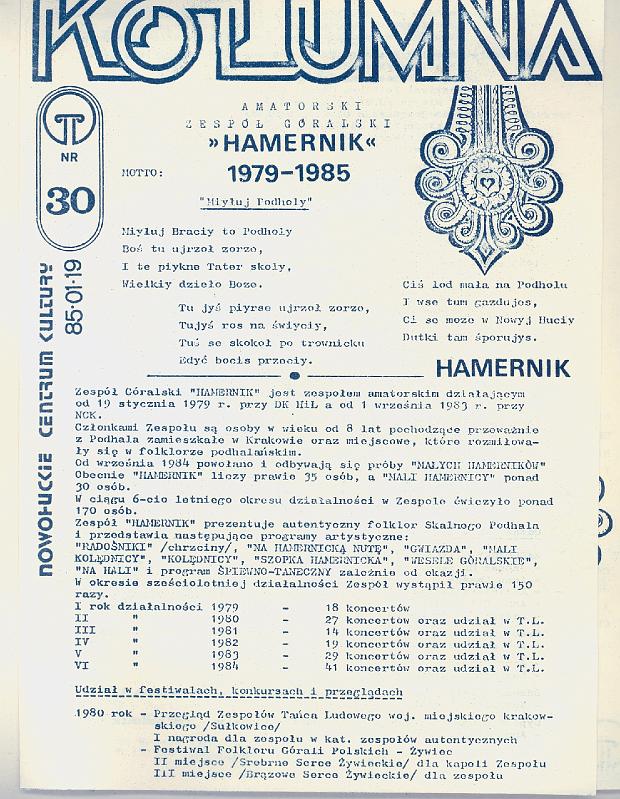 KOLUMNA
NR
30
NOWOHUCKIE CENTRUM KULTURY
85·01·19
AMATORSKI
ZESPÓŁ GÓRALSKI
»HAMERNIK«
1979-1985
MOTTO:
"Miyłuj Podholy"
Miyłuj Braciy to Podholy
Boś tu ujrzoł zorze,
I te piykne Tater skoly,
Wielkiy dzieło Boze.
Tu jyś piyrse ujrzoł zorze,
Tujyś ros na świyciy,
Tuś se skokoł po trownicku
Zdyć bocis przeciy.
Ciś lod mała na Podholu
I wse tum gazdujes,
Ci se moze w Nowyj Huciy
Dutki tam śporujys.
HAMERNIK
Zespół Góralski "HAMERNIK" jest zespołem amatorskim działającym
od 19 stycznia 1979 r. przy DK HiL a od 1 września 1983 r. przy
NCK.
Członkami Zespołu są osoby w wieku od 8 lat pochodzące przeważnie
z Podhala zamieszkałe w Krakowie oraz miejscowe, które rozmiłowa-
ły się w folklorze podhalańskim.
Od września 1984 powołano i odbywają się próby "MAŁYCH HAMERNIKÓW"
Obecnie "HAMERNIK" liczy prawie 35 osób, a "MALI HAMERNICY" ponad
30 osób.
W ciągu 6-cio letniego okresu działalności w Zespole ćwiczyło ponad
170 osób.
Zespół "HAMERNIK" prezentuje autentyczny folklor Skalnego Podhala
i przedstawia następujące programy artystyczne:
"RADOŚNIKI" /chrzciny/, "NA HAMERNICKĄ NUTĘ", "GWIAZDA", "MALI
KOLĘDNICY", "KOLĘDNICY", "SZOPKA HAMERNICKA", "WESELE GÓRALSKIE",
"NA HALI" i program ŚPIEWNO-TANECZNY zależnie od okazji.
W okresie sześcioletniej działalności Zespół wystąpił prawie 150
razy.
I rok działalności 1979 - 18 koncertów
II " 1980 - 27 koncertów oraz udział w T.L.
III " 1981 - 14 koncertów oraz udział w T.L.
IV " 1982 - 19 koncertów oraz udział w T.L.
V " 1983 - 29 koncertów oraz udział w T.L.
VI " 1984 - 41 koncertów oraz udział w T.L.
Udział w festiwalach, konkursach i przeglądach
1980 rok - Przegląd Zespołów Tańca Ludowego woj. miejskiego krakow-
skiego /Sułkowice/
I nagroda dla zespołu w kat. zespołów autentycznych
- Festiwal Folkloru Górali Polskich - Żywiec
II miejsce /Srebrne Serce Żywieckie/ dla kapeli Zespołu
III miejsce /Brązowe Serce Żywieckie/ dla zespołu